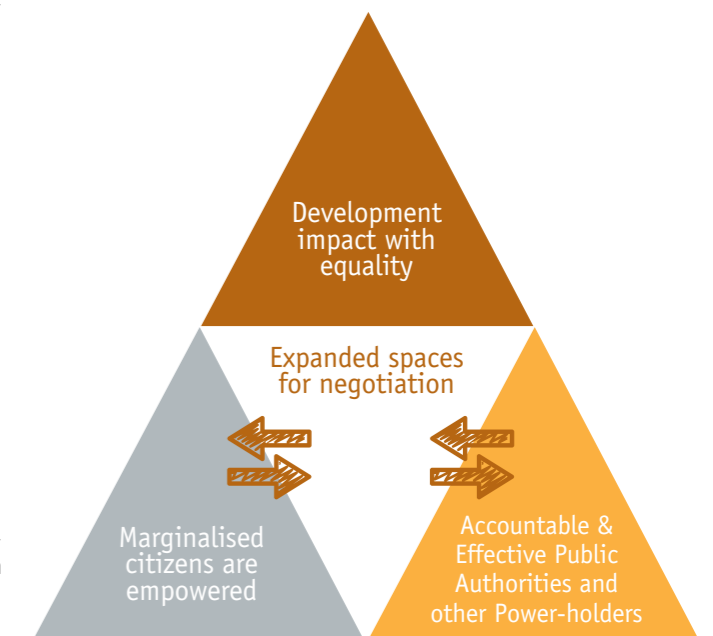 Development
impact with
equality
Expanded spaces
for negotiation
Marginalised
citizens are
empowered
Accountable &
Effective Public
Authorities and
other Power-holders